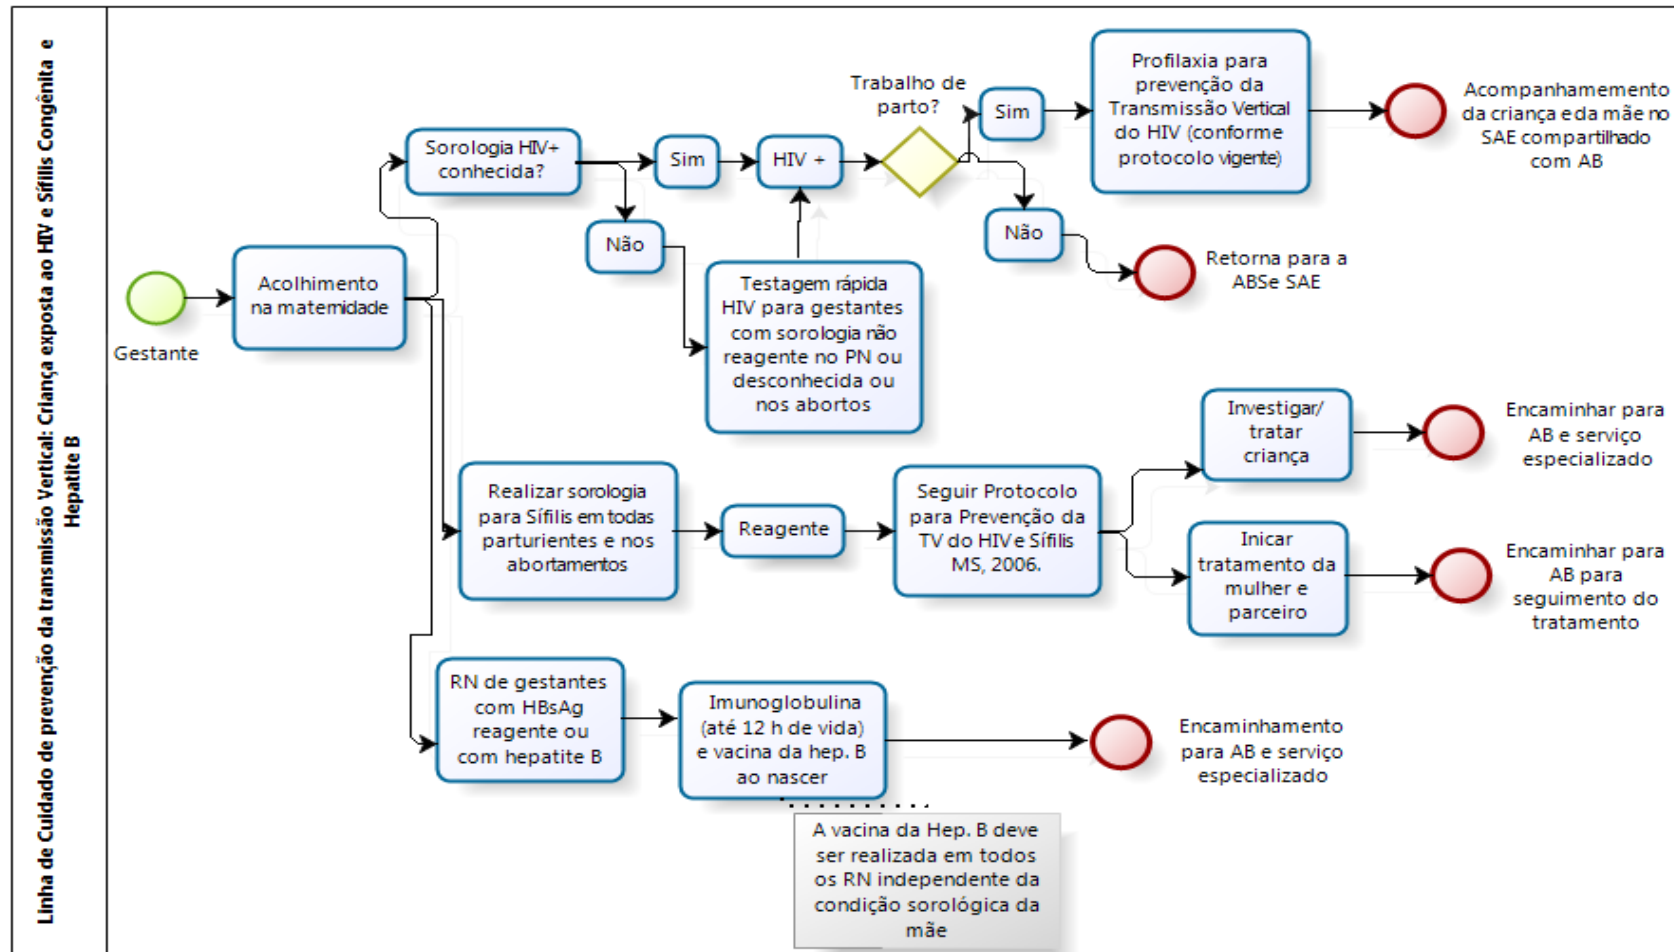 Linha de Cuidado de prevenção da transmissão Vertical: Criança exposta ao HIV e Sífilis Congênita e
Hepatite B
Gestante
Acolhimento
na maternidade
Sorologia HIV+
conhecida?
Sim
Não
HIV +
Testagem rápida
HIV para gestantes
com sorologia não
reagente no PN ou
desconhecida ou
nos abortos
Trabalho de
parto?
Sim
Não
Profilaxia para
prevenção da
Transmissão Vertical
do HIV (conforme
protocolo vigente)
Acompanhamemento
da criança e da mãe no
SAE compartilhado
com AB
Retorna para a
ABSe SAE
Realizar sorologia
para Sífilis em todas
parturientes e nos
abortamentos
Reagente
Seguir Protocolo
para Prevenção da
TV do HIV e Sífilis
MS, 2006.
Investigar/
tratar
criança
Encaminhar para
AB e serviço
especializado
Inicar
tratamento da
mulher e
parceiro
Encaminhar para
AB para
seguimento do
tratamento
RN de gestantes
com HBsAg
reagente ou
com hepatite B
Imunoglobulina
(até 12 h de vida)
e vacina da hep. B
ao nascer
Encaminhamento
para AB e serviço
especializado
A vacina da Hep. B deve
ser realizada em todos
os RN independente da
condição sorológica da
mãe